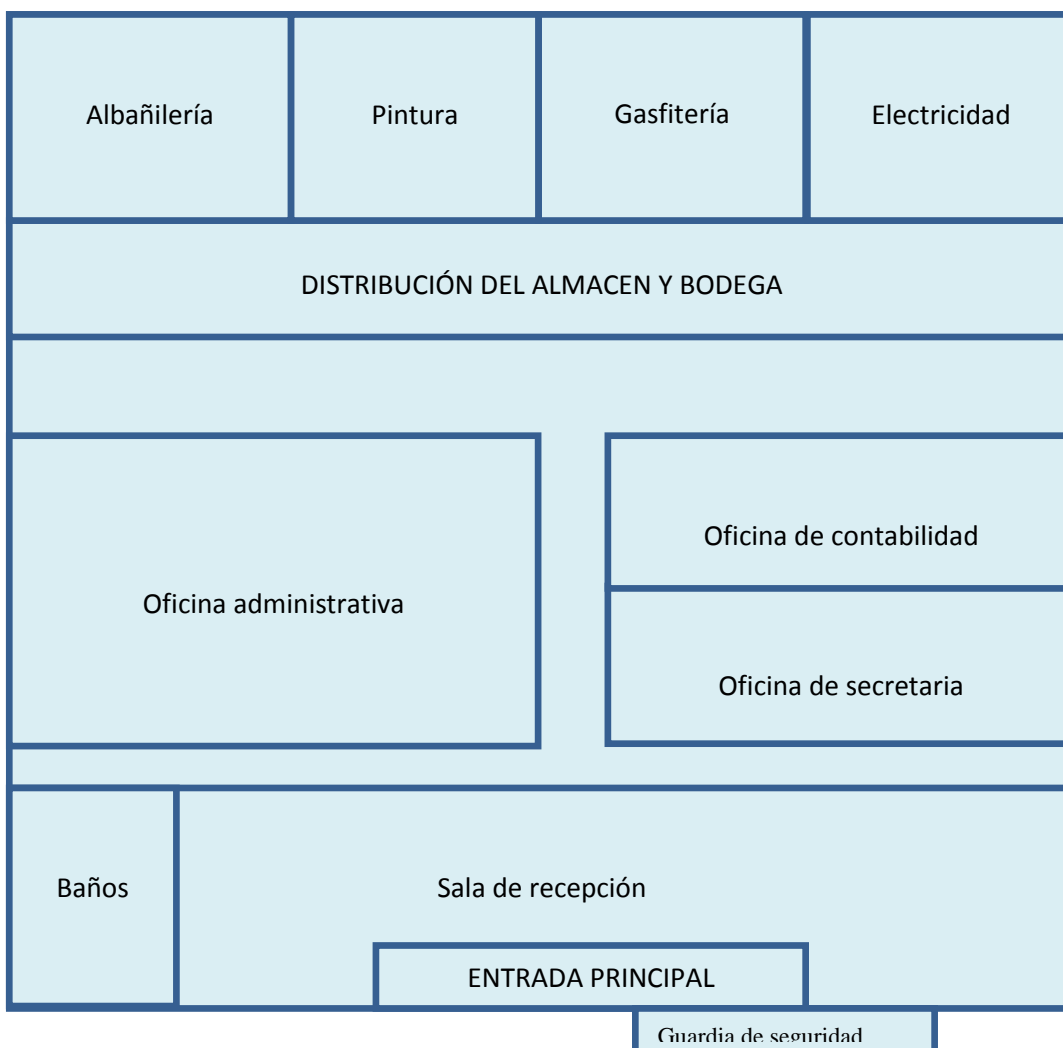 Albañilería
Pintura
Gasfitería
Electricidad
DISTRIBUCIÓN DEL ALMACEN Y BODEGA
Oficina administrativa
Oficina de contabilidad
Oficina de secretaria
Baños
Sala de recepción
ENTRADA PRINCIPAL
Guardia de seguridad